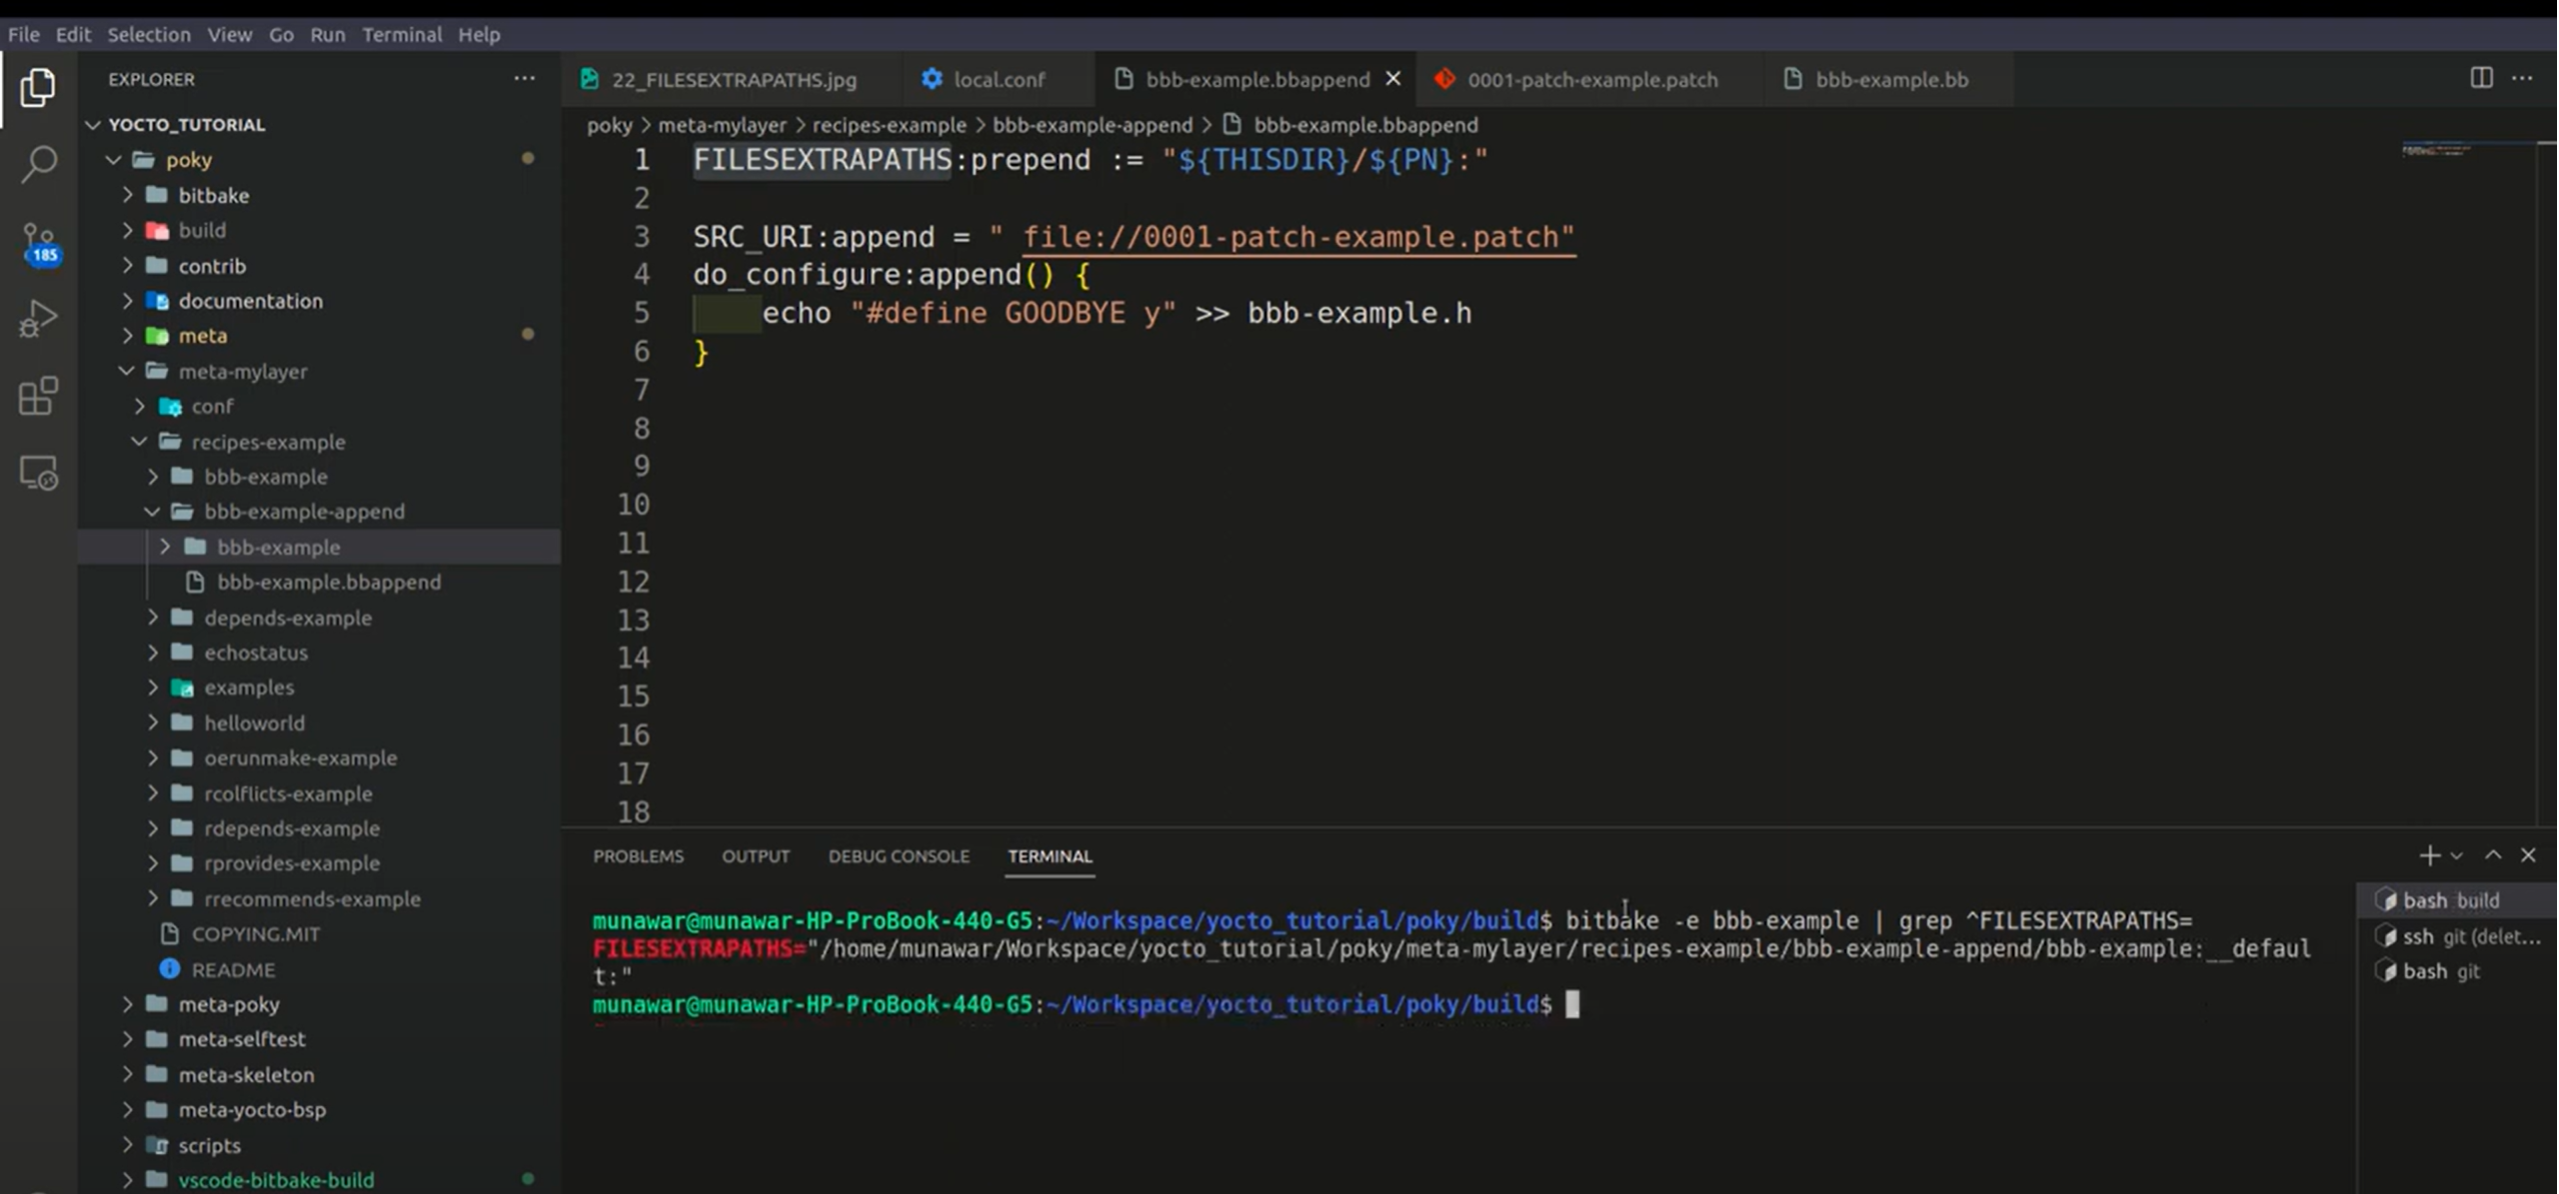 File Edit Selection View Go Run Terminal Help
EXPLORER
22_FILESEXTRAPATHS.jpg
local.conf
bbb-example.bbappend
0001-patch-example.patch
bbb-example.bb
YOCTO_TUTORIAL
poky
bitbake
build
contrib
documentation
meta
meta-mylayer
conf
recipes-example
bbb-example
bbb-example-append
bbb-example
bbb-example.bbappend
depends-example
echostatus
examples
helloworld
oerunmake-example
rcolflicts-example
rdepends-example
rprovides-example
rrecommends-example
COPYING.MIT
README
meta-poky
meta-selftest
meta-skeleton
meta-yocto-bsp
scripts
vscode-bitbake-build
185
poky > meta-mylayer > recipes-example > bbb-example-append > bbb-example.bbappend
1 FILESEXTRAPATHS:prepend := "${THISDIR}/${PN}:"
2
3 SRC_URI:append = " file://0001-patch-example.patch"
4 do_configure:append() {
5 echo "#define GOODBYE y" >> bbb-example.h
6 }
7
8
9
10
11
12
13
14
15
16
17
18
PROBLEMS OUTPUT DEBUG CONSOLE TERMINAL
munawar@munawar-HP-ProBook-440-G5:~/Workspace/yocto_tutorial/poky/build$ bitbake -e bbb-example | grep ^FILESEXTRAPATHS=
FILESEXTRAPATHS="/home/munawar/Workspace/yocto_tutorial/poky/meta-mylayer/recipes-example/bbb-example-append/bbb-example:__defaul
t:"
munawar@munawar-HP-ProBook-440-G5:~/Workspace/yocto_tutorial/poky/build$
bash build
ssh git (delet...
bash git